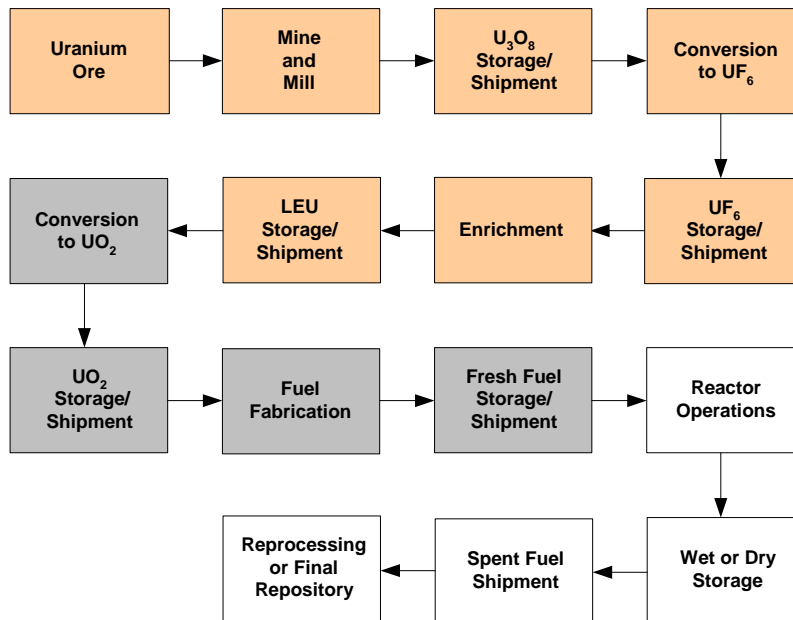 Uranium
Ore
Mine
and
Mill
U₃O₈
Storage/
Shipment
Conversion
to UF₆
Conversion
to UO₂
LEU
Storage/
Shipment
Enrichment
UF₆
Storage/
Shipment
UO₂
Storage/
Shipment
Fuel
Fabrication
Fresh Fuel
Storage/
Shipment
Reactor
Operations
Reprocessing
or Final
Repository
Spent Fuel
Shipment
Wet or Dry
Storage